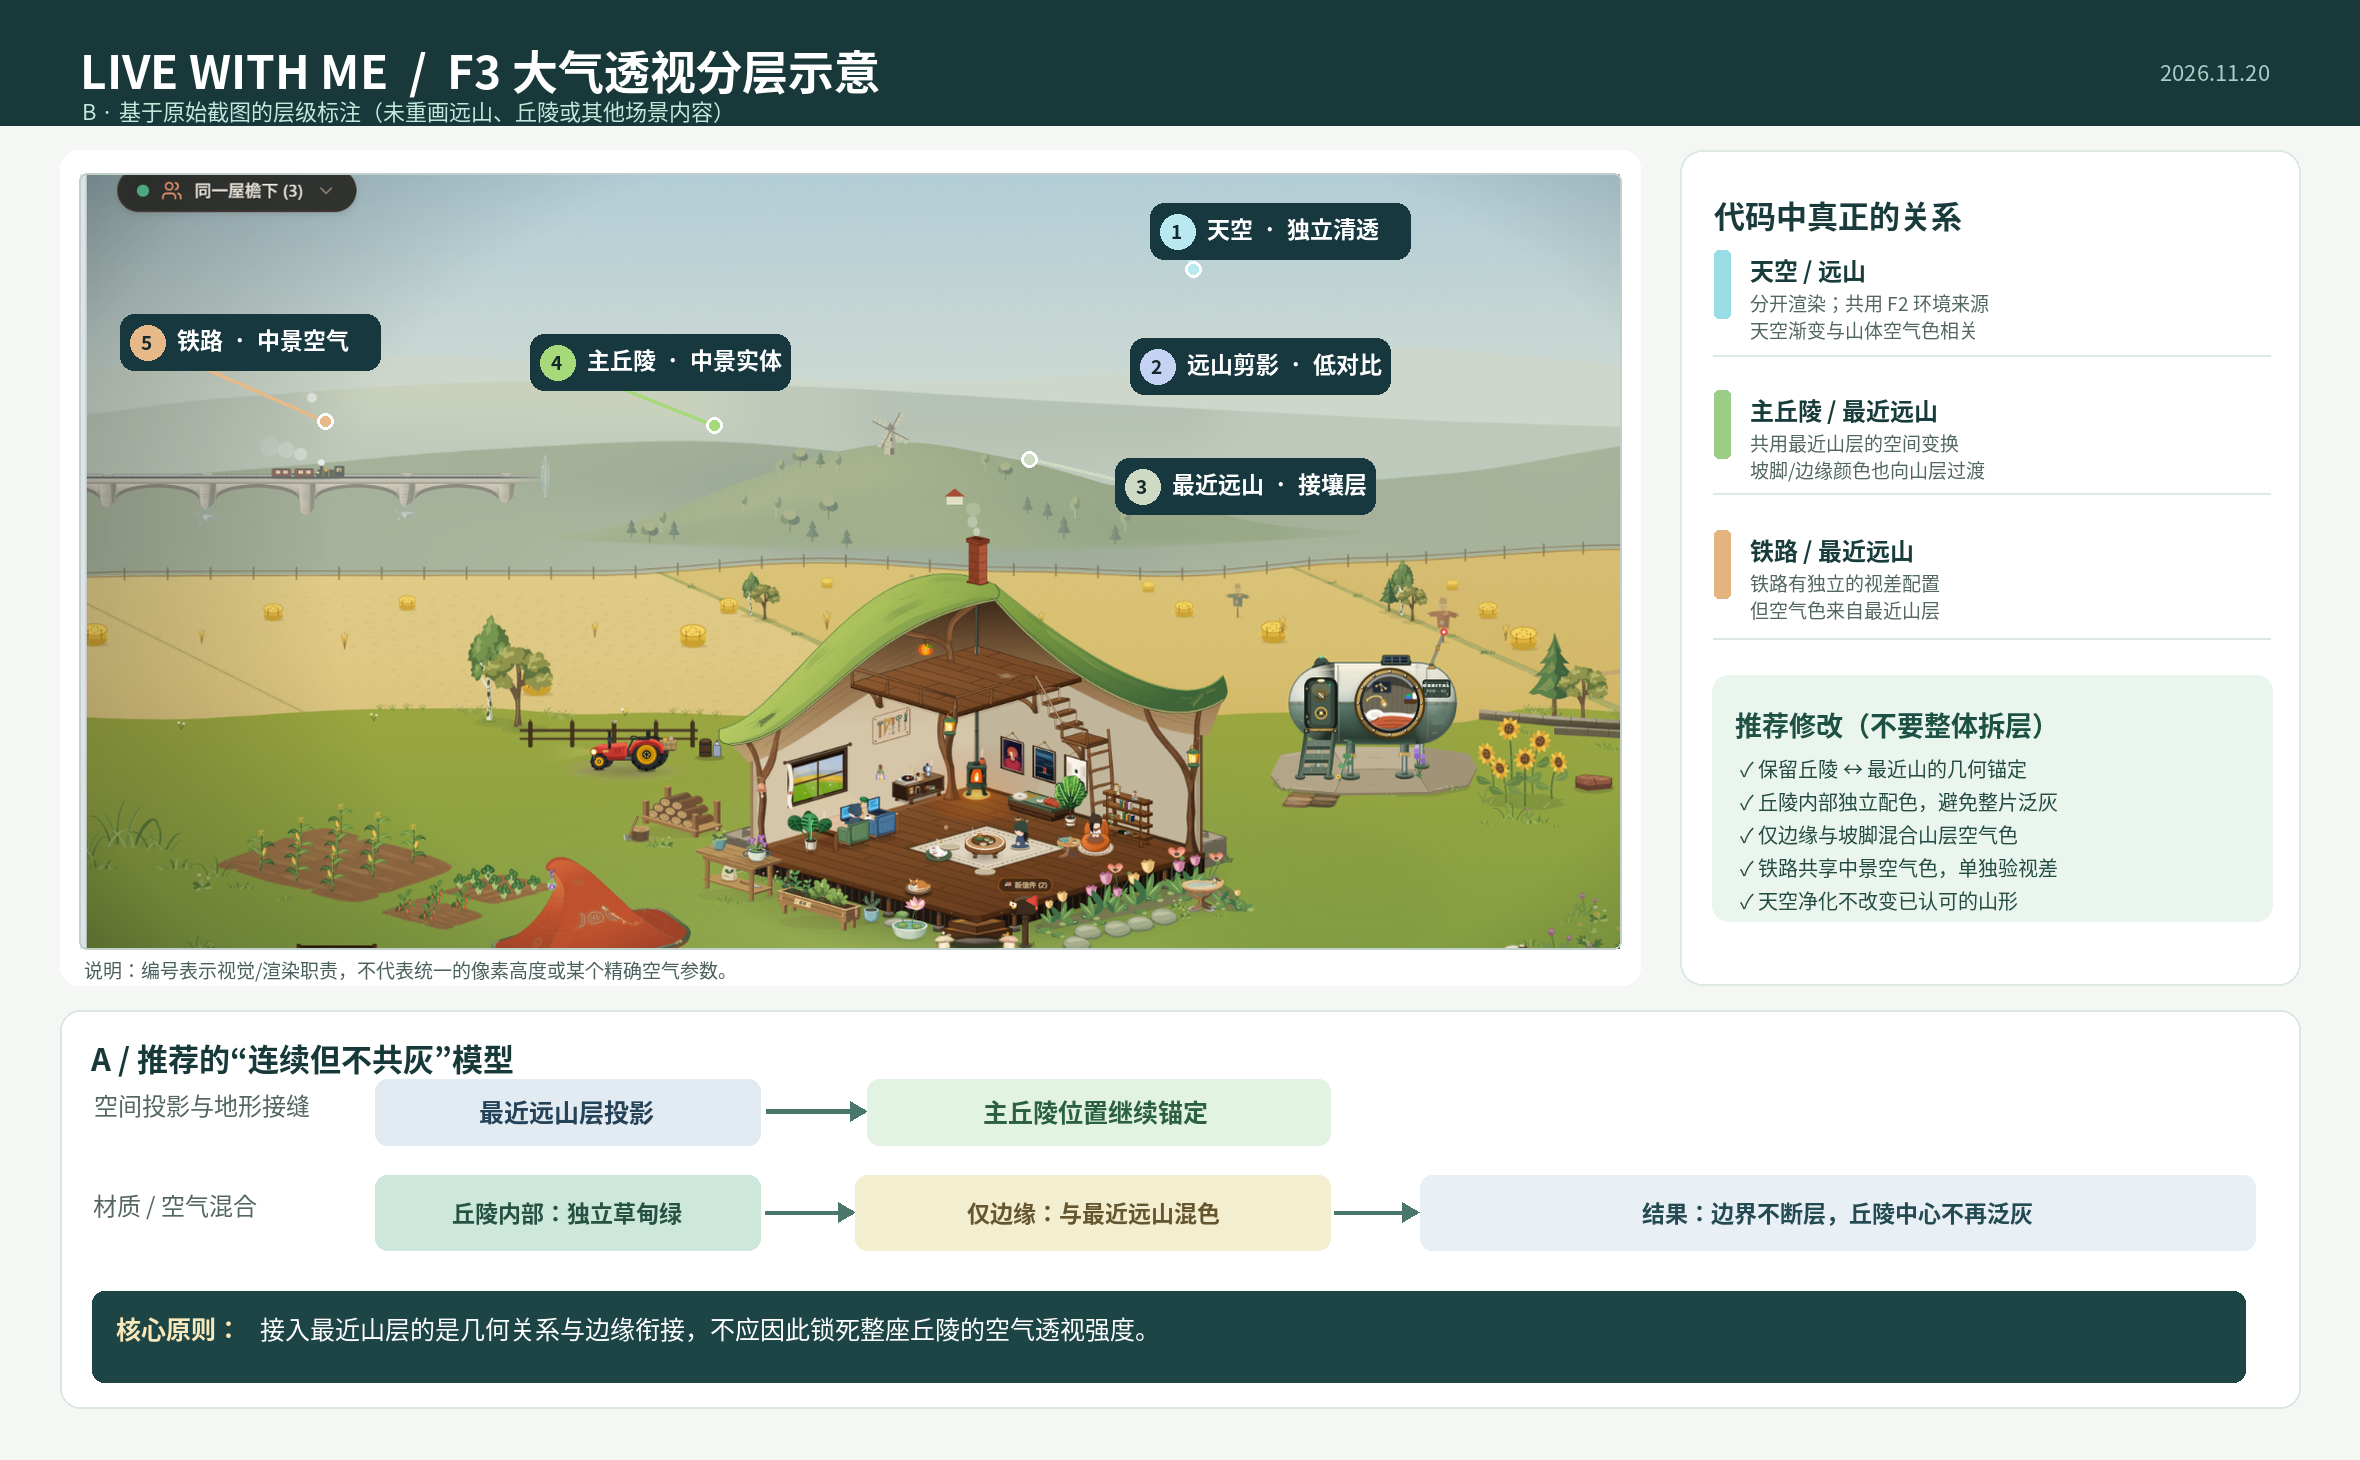 LIVE WITH ME / F3 大气透视分层示意
2026.11.20
B · 基于原始截图的层级标注（未重画远山、丘陵或其他场景内容）
同一屋檐下 (3)
1 天空 · 独立清透
5 铁路 · 中景空气
4 主丘陵 · 中景实体
2 远山剪影 · 低对比
3 最近远山 · 接壤层
ORBITAL
新信件 (2)
说明：编号表示视觉/渲染职责，不代表统一的像素高度或某个精确空气参数。
代码中真正的关系
天空 / 远山
分开渲染；共用 F2 环境来源
天空渐变与山体空气色相关
主丘陵 / 最近远山
共用最近山层的空间变换
坡脚/边缘颜色也向山层过渡
铁路 / 最近远山
铁路有独立的视差配置
但空气色来自最近山层
推荐修改（不要整体拆层）
✓ 保留丘陵 ↔ 最近山的几何锚定
✓ 丘陵内部独立配色，避免整片泛灰
✓ 仅边缘与坡脚混合山层空气色
✓ 铁路共享中景空气色，单独验视差
✓ 天空净化不改变已认可的山形
A / 推荐的“连续但不共灰”模型
空间投影与地形接缝
最近远山层投影
主丘陵位置继续锚定
材质 / 空气混合
丘陵内部：独立草甸绿
仅边缘：与最近远山混色
结果：边界不断层，丘陵中心不再泛灰
核心原则： 接入最近山层的是几何关系与边缘衔接，不应因此锁死整座丘陵的空气透视强度。